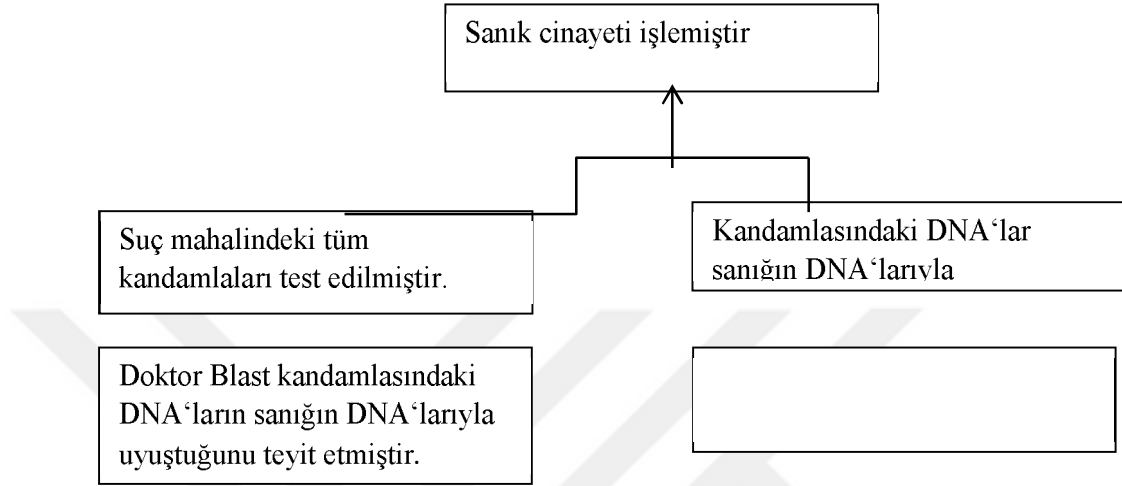 Sanık cinayeti işlemiştir
Suç mahalindeki tüm
kandamlaları test edilmiştir.
Kandamlasındaki DNA‘lar
sanığın DNA‘larıyla
Doktor Blast kandamlasındaki
DNA‘ların sanığın DNA‘larıyla
uyuştuğunu teyit etmiştir.